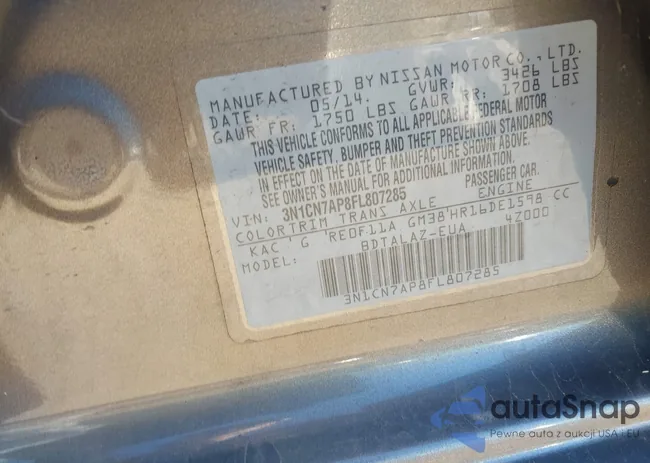 MANUFACTURED BY NISSAN MOTOR CO., LTD.
DATE: 05/14. GVWR: 3426 LBS
GAWR FR: 1750 LBS GAWR RR: 1708 LBS
THIS VEHICLE CONFORMS TO ALL APPLICABLE FEDERAL MOTOR
VEHICLE SAFETY, BUMPER AND THEFT PREVENTION STANDARDS
IN EFFECT ON THE DATE OF MANUFACTURE SHOWN ABOVE.
SEE OWNER'S MANUAL FOR ADDITIONAL INFORMATION.
VIN: 3N1CN7AP8FL807285 PASSENGER CAR.
COLOR TRIM TRANS AXLE ENGINE
KAC G RE0F11A GM38 HR16DE 1598 CC
MODEL: BDTALAZ-EUA 4Z000
3N1CN7AP8FL807285
autaSnap
Pewne auta z aukcji USA i EU